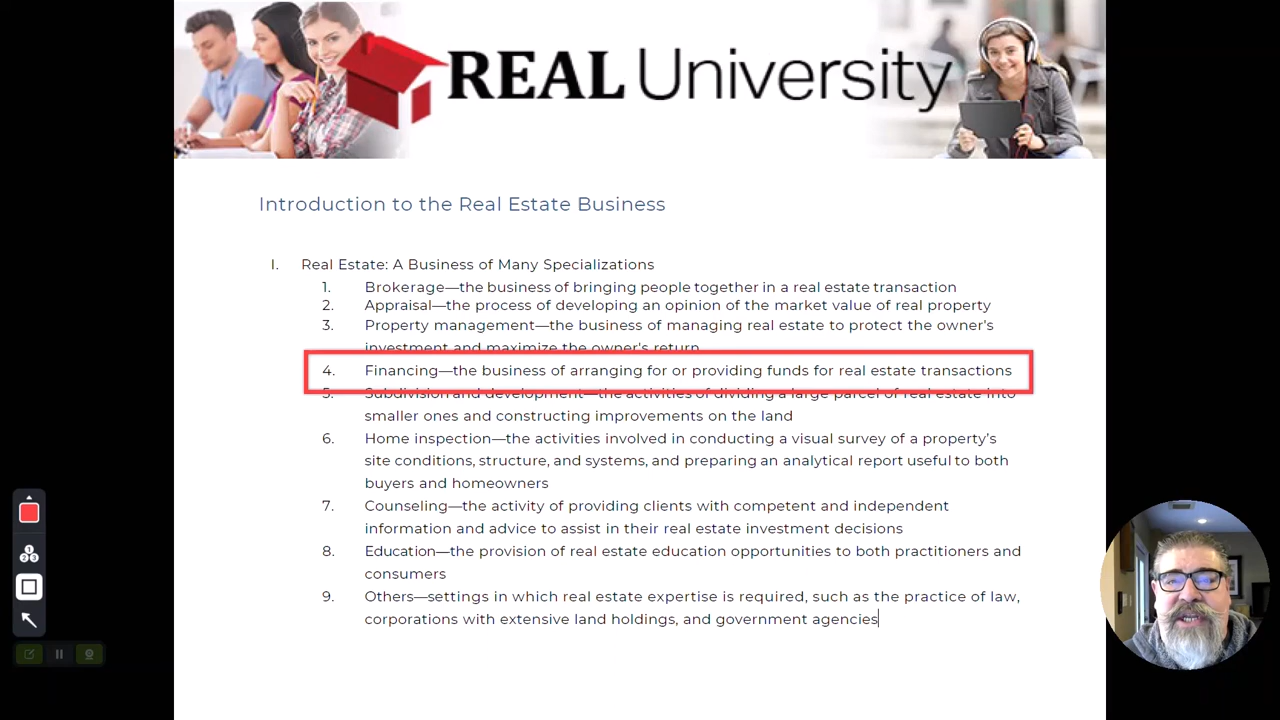 REAL University
Introduction to the Real Estate Business
I. Real Estate: A Business of Many Specializations
1. Brokerage—the business of bringing people together in a real estate transaction
2. Appraisal—the process of developing an opinion of the market value of real property
3. Property management—the business of managing real estate to protect the owner's
investment and maximize the owner's return
4. Financing—the business of arranging for or providing funds for real estate transactions
5. Subdivision and development—the activities of dividing a large parcel of real estate into
smaller ones and constructing improvements on the land
6. Home inspection—the activities involved in conducting a visual survey of a property’s
site conditions, structure, and systems, and preparing an analytical report useful to both
buyers and homeowners
7. Counseling—the activity of providing clients with competent and independent
information and advice to assist in their real estate investment decisions
8. Education—the provision of real estate education opportunities to both practitioners and
consumers
9. Others—settings in which real estate expertise is required, such as the practice of law,
corporations with extensive land holdings, and government agencies